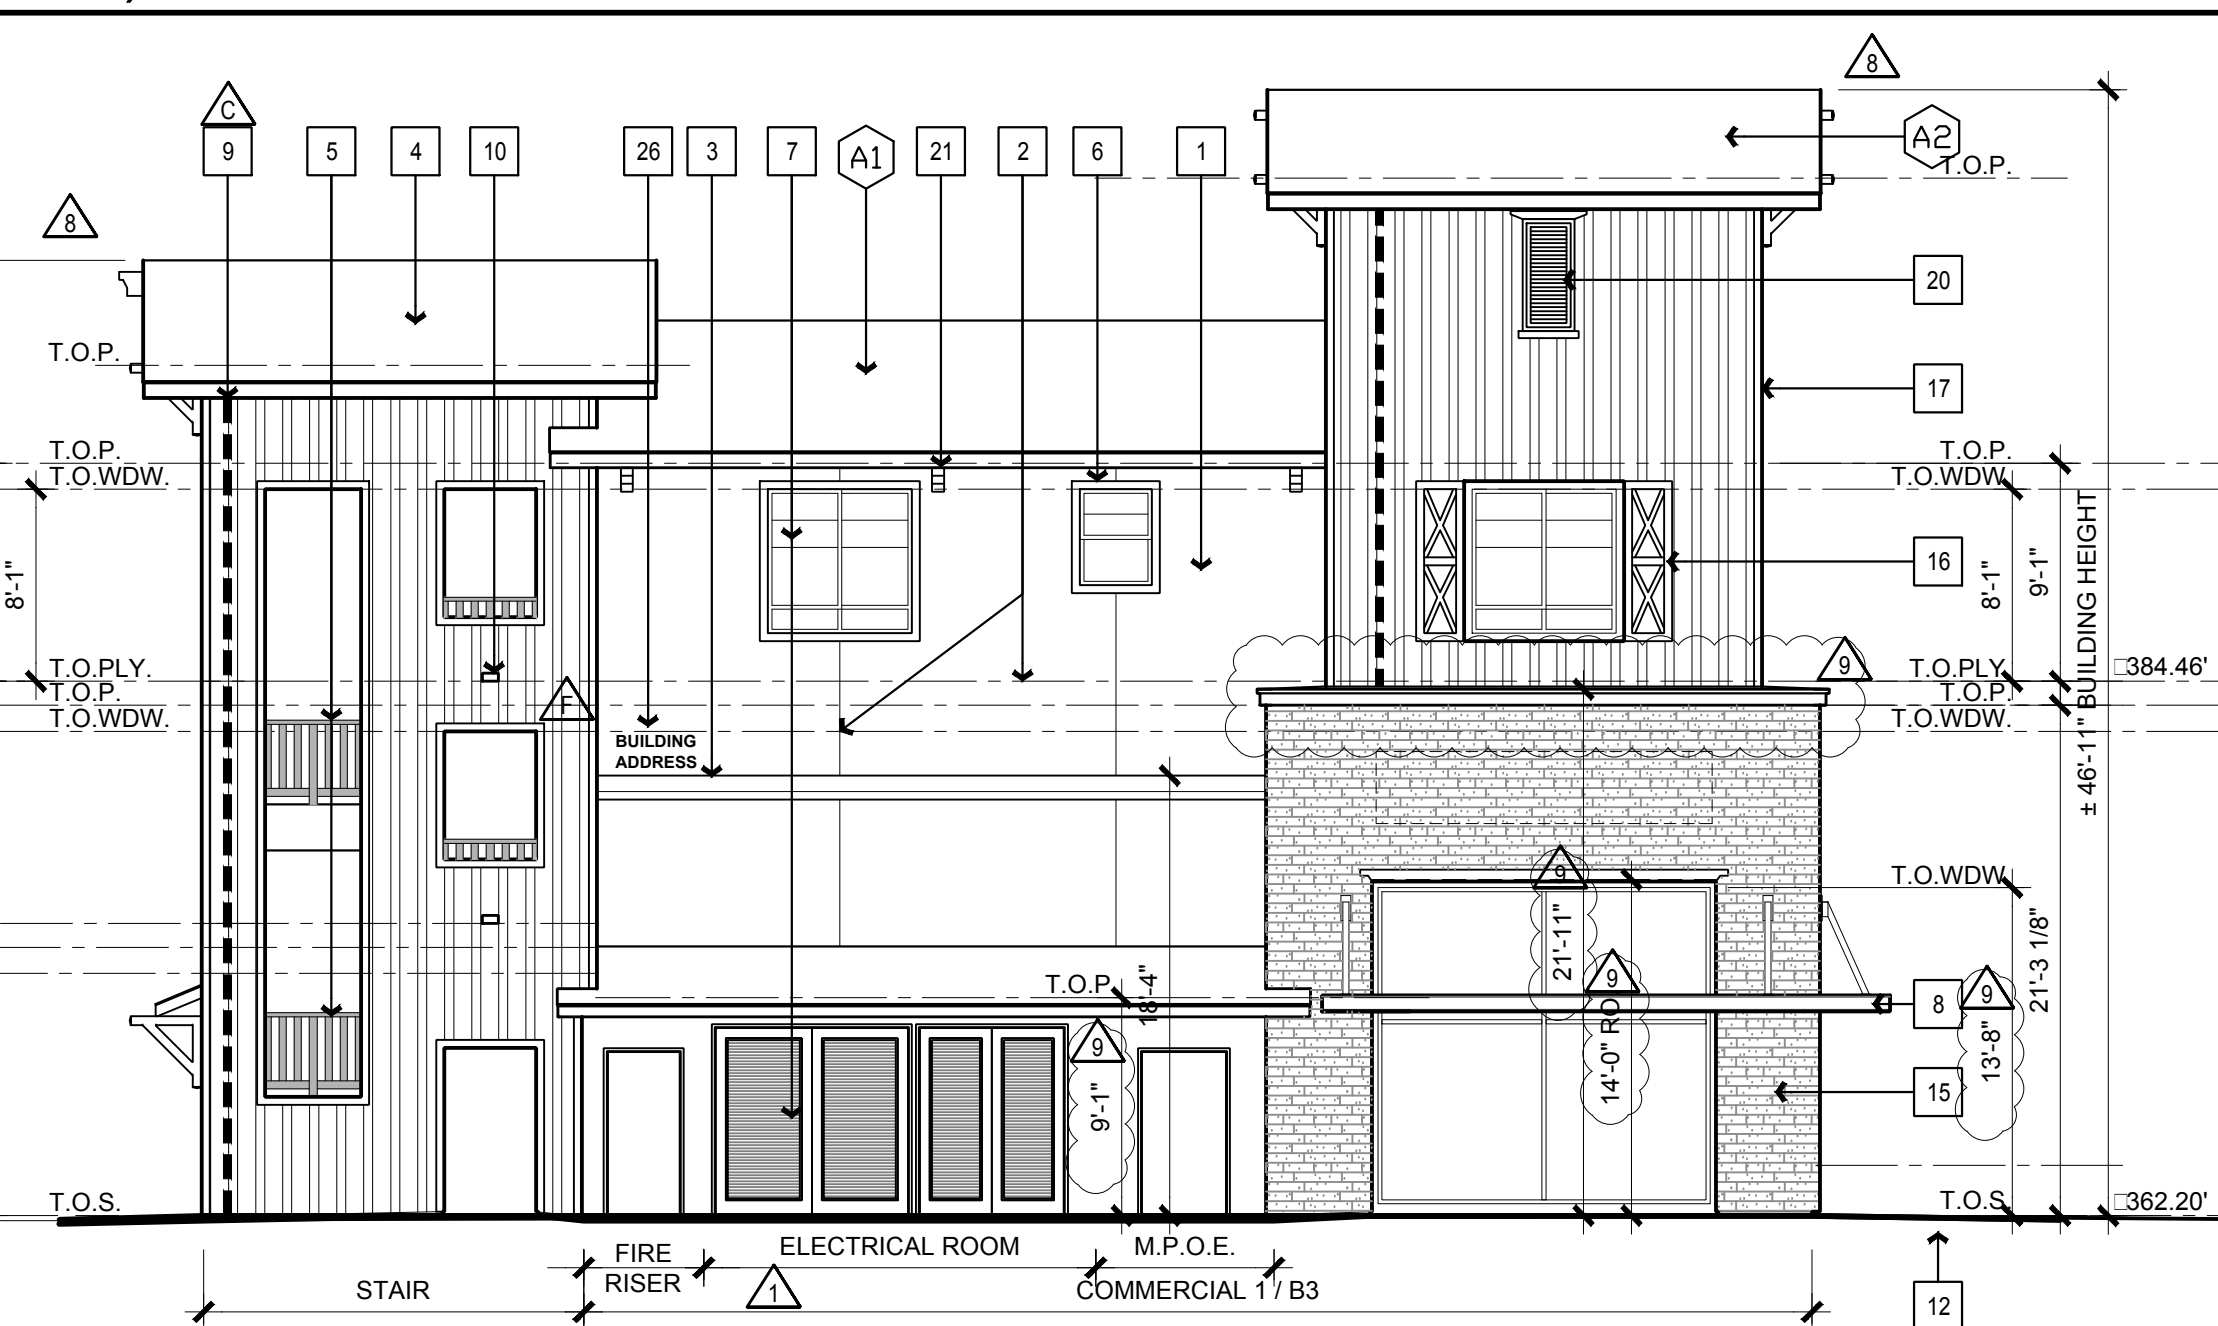 8
C
9
5
4
10
26
3
7
A1
21
2
6
1
A2
T.O.P.
8
20
T.O.P.
17
T.O.P.
T.O.WDW.
T.O.P.
T.O.WDW.
8'-1"
16
8'-1"
9'-1"
± 46'-11" BUILDING HEIGHT
T.O.PLY.
T.O.P.
T.O.WDW.
F
9
T.O.PLY.
T.O.P.
T.O.WDW.
384.46'
BUILDING
ADDRESS
9
T.O.WDW.
21'-11"
18'-4"
T.O.P.
9
14'-0" RO
8
9
13'-8"
21'-3 1/8"
9
9'-1"
15
T.O.S.
T.O.S.
362.20'
FIRE
RISER
ELECTRICAL ROOM
M.P.O.E.
STAIR
1
COMMERCIAL 1 / B3
12